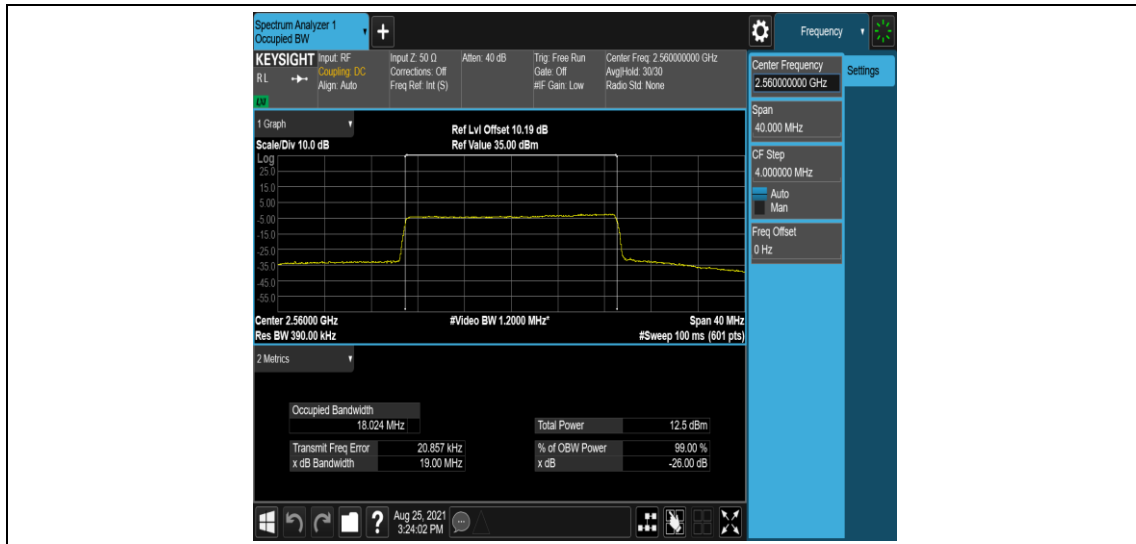 Spectrum Analyzer 1
Occupied BW
+
Frequency
KEYSIGHT
RL
LXI
Input: RF
Coupling: DC
Align: Auto
Input Z: 50 Ω
Corrections: Off
Freq Ref: Int (S)
Atten: 40 dB
Trig: Free Run
Gate: Off
#IF Gain: Low
Center Freq: 2.560000000 GHz
Avg|Hold: 30/30
Radio Std: None
Center Frequency
2.560000000 GHz
Settings
Span
40.000 MHz
CF Step
4.000000 MHz
Auto
Man
Freq Offset
0 Hz
1 Graph
Scale/Div 10.0 dB
Ref Lvl Offset 10.19 dB
Ref Value 35.00 dBm
Log
25.0
15.0
5.00
-5.00
-15.0
-25.0
-35.0
-45.0
-55.0
Center 2.56000 GHz
#Video BW 1.2000 MHz*
Span 40 MHz
Res BW 390.00 kHz
#Sweep 100 ms (601 pts)
2 Metrics
Occupied Bandwidth
18.024 MHz
Total Power 12.5 dBm
Transmit Freq Error 20.857 kHz
% of OBW Power 99.00 %
x dB Bandwidth 19.00 MHz
x dB -26.00 dB
?
Aug 25, 2021
3:24:02 PM